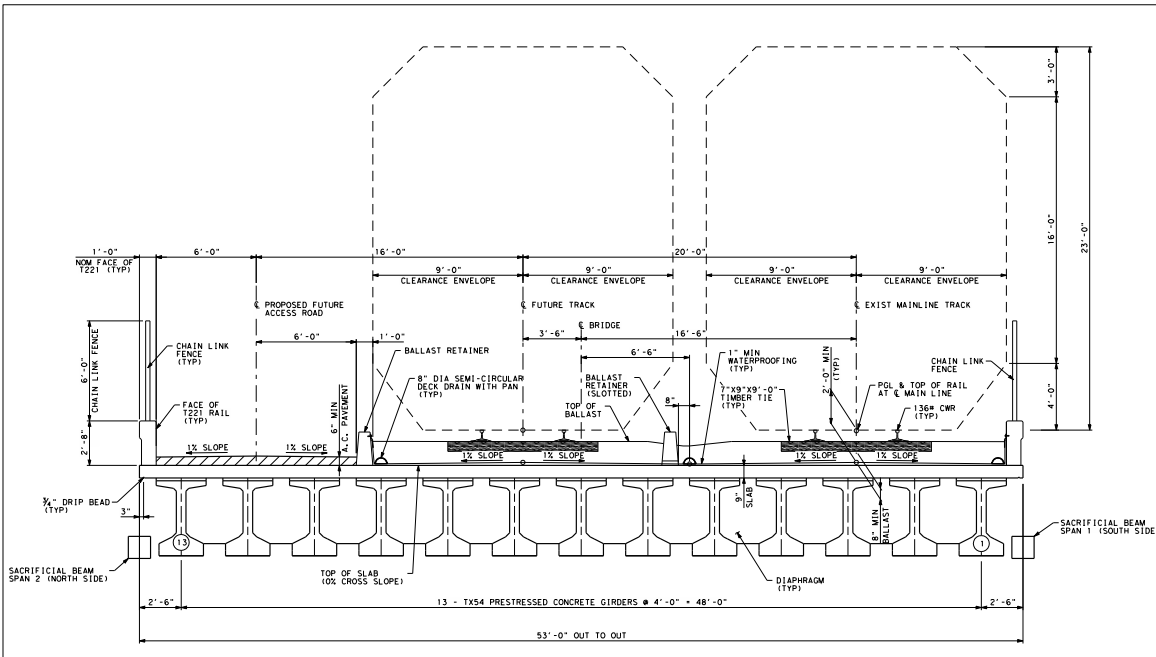 3'-0"
16'-0"
23'-0"
4'-0"
1'-0"
NOM FACE OF
T221 (TYP)
6'-0"
16'-0"
20'-0"
9'-0"
CLEARANCE ENVELOPE
9'-0"
CLEARANCE ENVELOPE
9'-0"
CLEARANCE ENVELOPE
9'-0"
CLEARANCE ENVELOPE
℄ PROPOSED FUTURE
ACCESS ROAD
℄ FUTURE TRACK
℄ EXIST MAINLINE TRACK
3'-6"
℄ BRIDGE
16'-6"
6'-0"
1'-0"
6'-6"
6'-0"
CHAIN LINK FENCE
CHAIN LINK
FENCE
(TYP)
BALLAST RETAINER
8" DIA SEMI-CIRCULAR
DECK DRAIN WITH PAN
(TYP)
BALLAST
RETAINER
(SLOTTED)
TOP OF
BALLAST
8"
1" MIN
WATERPROOFING
(TYP)
7"X9"X9'-0"
TIMBER TIE
(TYP)
2'-0" MIN
(TYP)
PGL & TOP OF RAIL
AT ℄ MAIN LINE
136# CWR
(TYP)
CHAIN LINK
FENCE
(TYP)
FACE OF
T221 RAIL
(TYP)
2'-8"
6" MIN
A.C. PAVEMENT
1% SLOPE
1% SLOPE
1% SLOPE
1% SLOPE
1% SLOPE
1% SLOPE
¾" DRIP BEAD
(TYP)
3"
9"
SLAB
8" MIN
BALLAST
13
1
SACRIFICIAL BEAM
SPAN 2 (NORTH SIDE)
SACRIFICIAL BEAM
SPAN 1 (SOUTH SIDE
TOP OF SLAB
(0% CROSS SLOPE)
DIAPHRAGM
(TYP)
2'-6"
13 - TX54 PRESTRESSED CONCRETE GIRDERS @ 4'-0" = 48'-0"
2'-6"
53'-0" OUT TO OUT